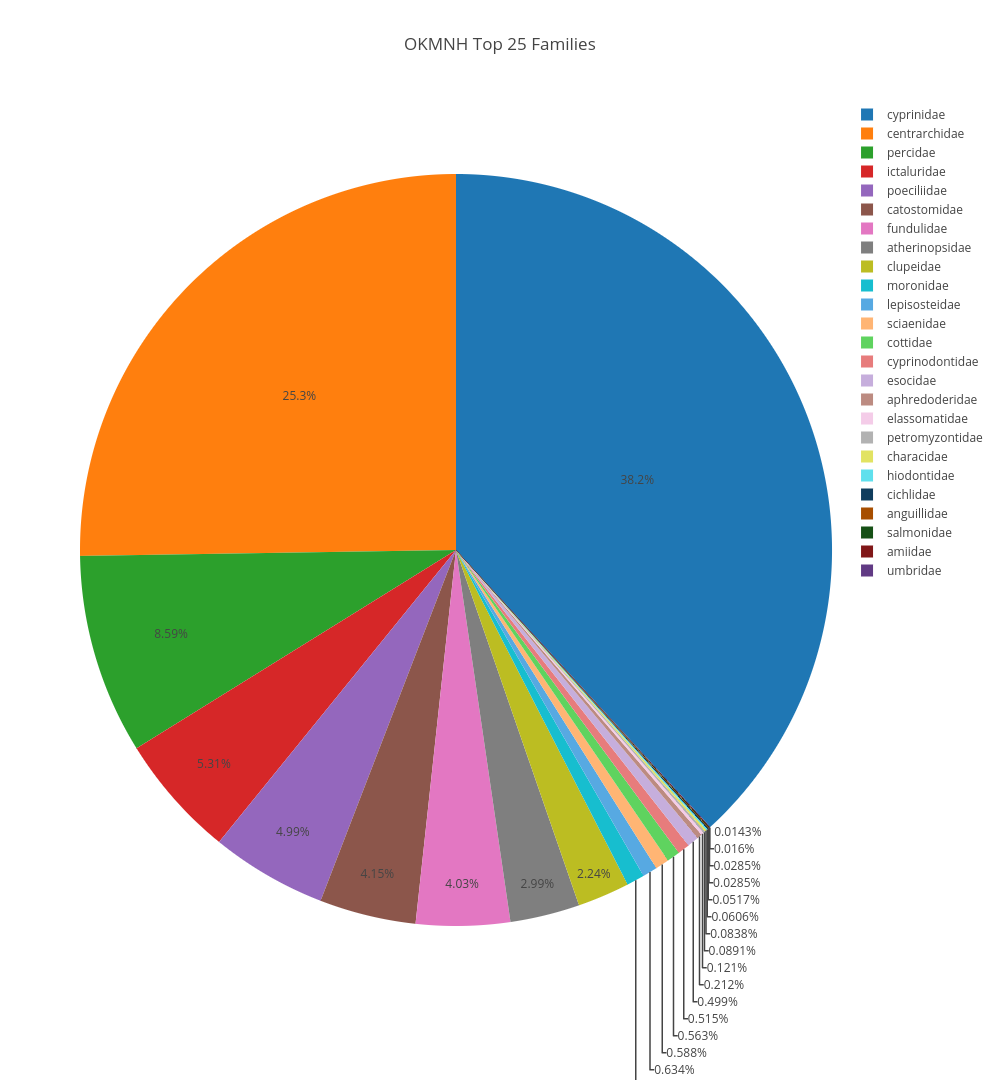 OKMNH Top 25 Families
cyprinidae
centrarchidae
percidae
ictaluridae
poeciliidae
catostomidae
fundulidae
atherinopsidae
clupeidae
moronidae
lepisosteidae
sciaenidae
cottidae
cyprinodontidae
esocidae
aphredoderidae
elassomatidae
petromyzontidae
characidae
hiodontidae
cichlidae
anguillidae
salmonidae
amiidae
umbridae
25.3%
38.2%
8.59%
5.31%
4.99%
4.15%
4.03%
2.99%
2.24%
0.0143%
0.016%
0.0285%
0.0285%
0.0517%
0.0606%
0.0838%
0.0891%
0.121%
0.212%
0.499%
0.515%
0.563%
0.588%
0.634%